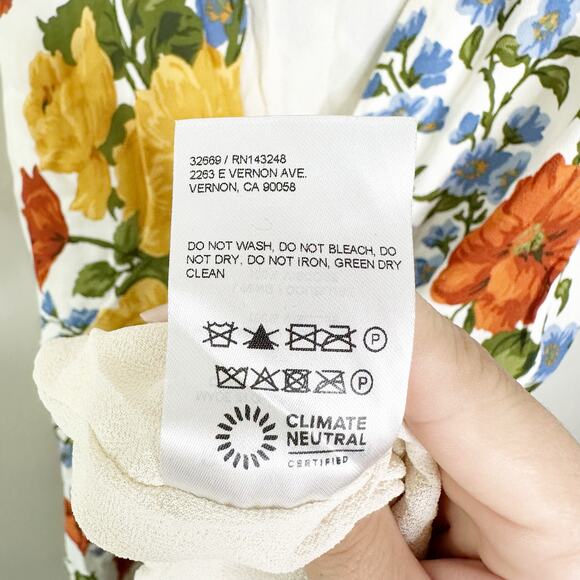 32669 / RN143248
2263 E VERNON AVE.
VERNON, CA 90058
DO NOT WASH, DO NOT BLEACH, DO
NOT DRY, DO NOT IRON, GREEN DRY
CLEAN
P
P
CLIMATE
NEUTRAL
CERTIFIED